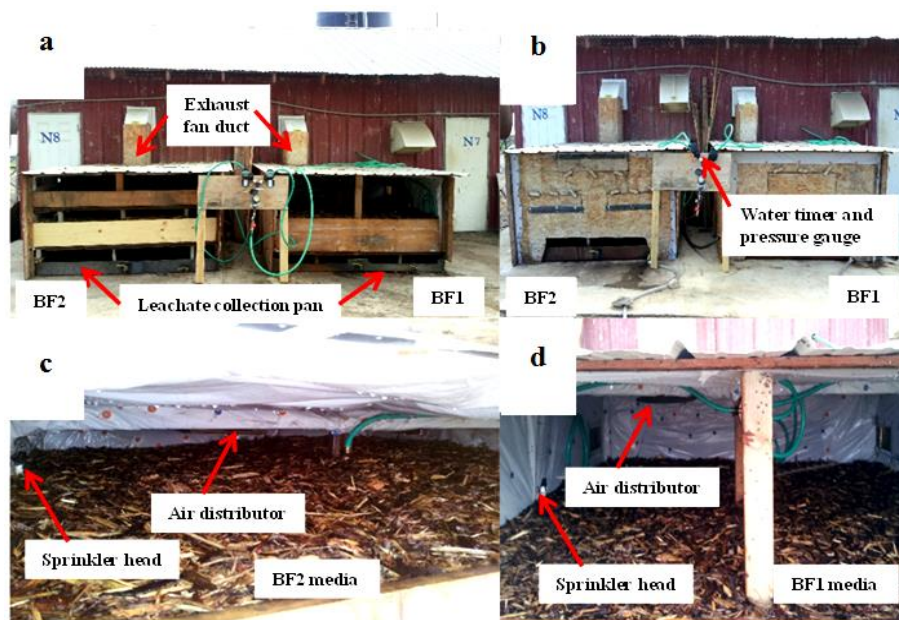 a
Exhaust
fan duct
N8
N7
BF2
Leachate collection pan
BF1
b
N8
N
Water timer and
pressure gauge
BF2
BF1
c
Air distributor
Sprinkler head
BF2 media
d
Air distributor
Sprinkler head
BF1 media